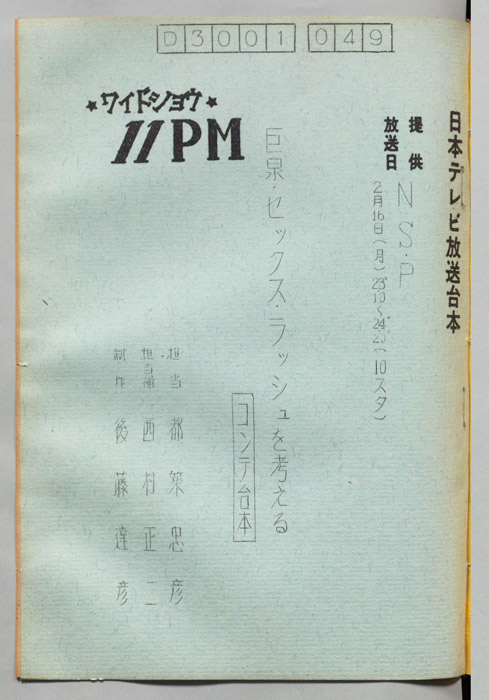 D3001 049
日本テレビ放送台本
提供 NS・P
放送日 2月16日(月)23°10〜24°20(10スタ)
★ワイドショウ★
11PM
巨泉・セックス・ラッシュを考える
コンテ台本
担当 都築忠彦
担当補 西村正二
制作 後藤達彦